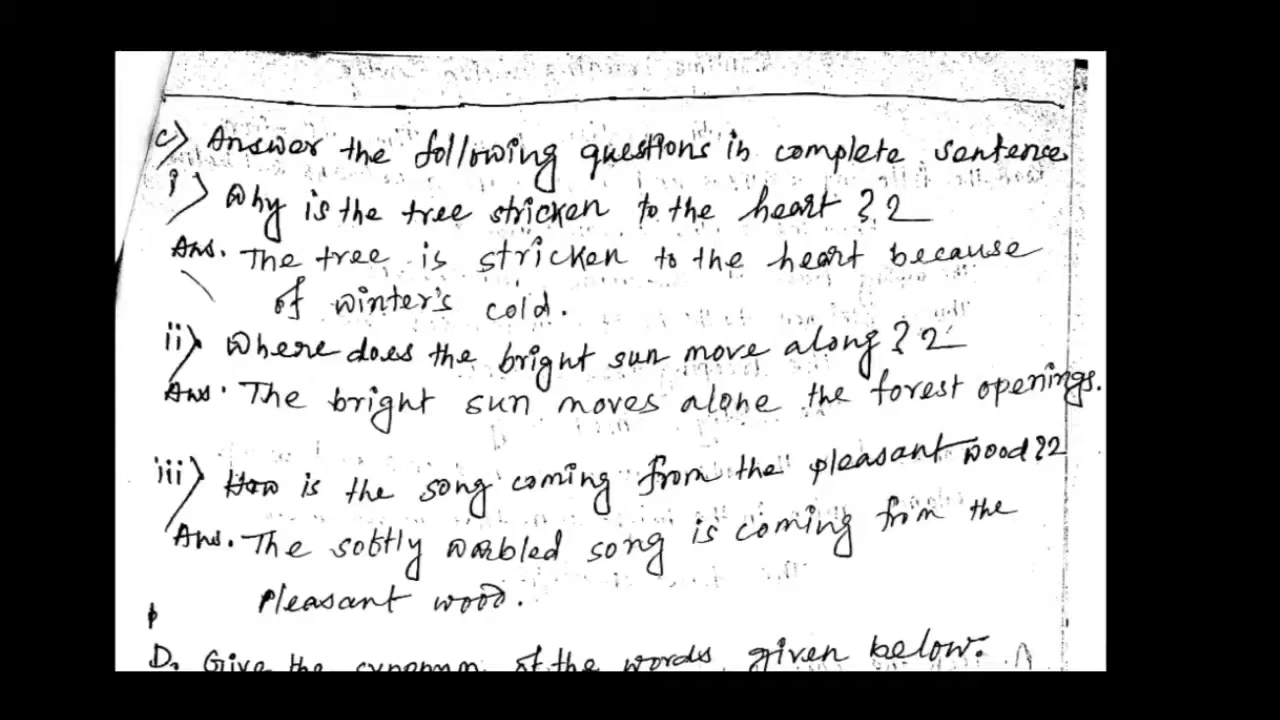 C) Answer the following questions in complete sentence
i) Why is the tree stricken to the heart? 2
Ans. The tree is stricken to the heart because
of winter's cold.
ii) Where does the bright sun move along? 2
Ans. The bright sun moves alone the forest openings.
iii) How is the song coming from the pleasant wood? 2
Ans. The softly warbled song is coming from the
pleasant wood.
D. Give the synonym of the words given below.